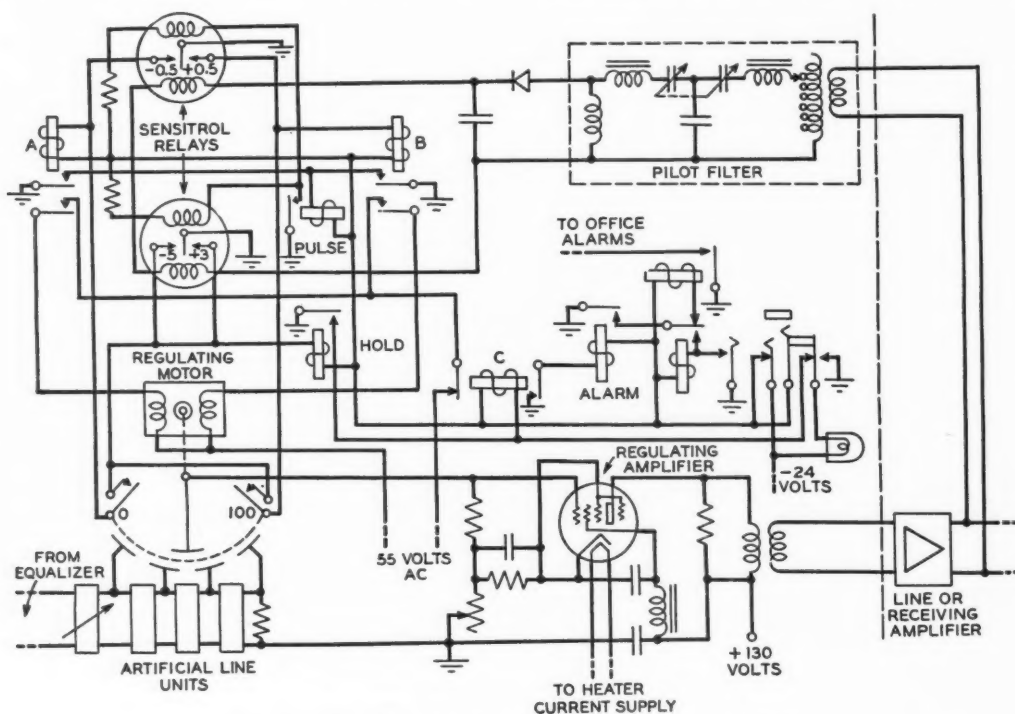 -0.5 +0.5
SENSITROL
RELAYS
A
B
PILOT FILTER
-5 +3
PULSE
TO OFFICE
ALARMS
HOLD
REGULATING
MOTOR
C
ALARM
REGULATING
AMPLIFIER
-24
VOLTS
0
100
FROM
EQUALIZER
55 VOLTS
AC
LINE OR
RECEIVING
AMPLIFIER
+130
VOLTS
ARTIFICIAL LINE
UNITS
TO HEATER
CURRENT SUPPLY